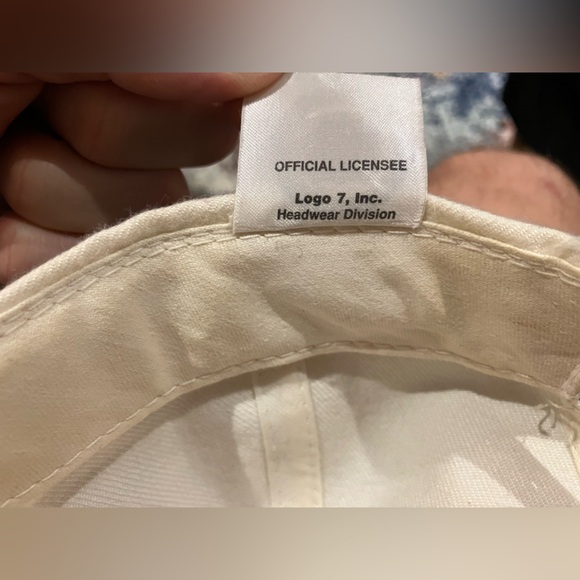 OFFICIAL LICENSEE
Logo 7, Inc.
Headwear Division